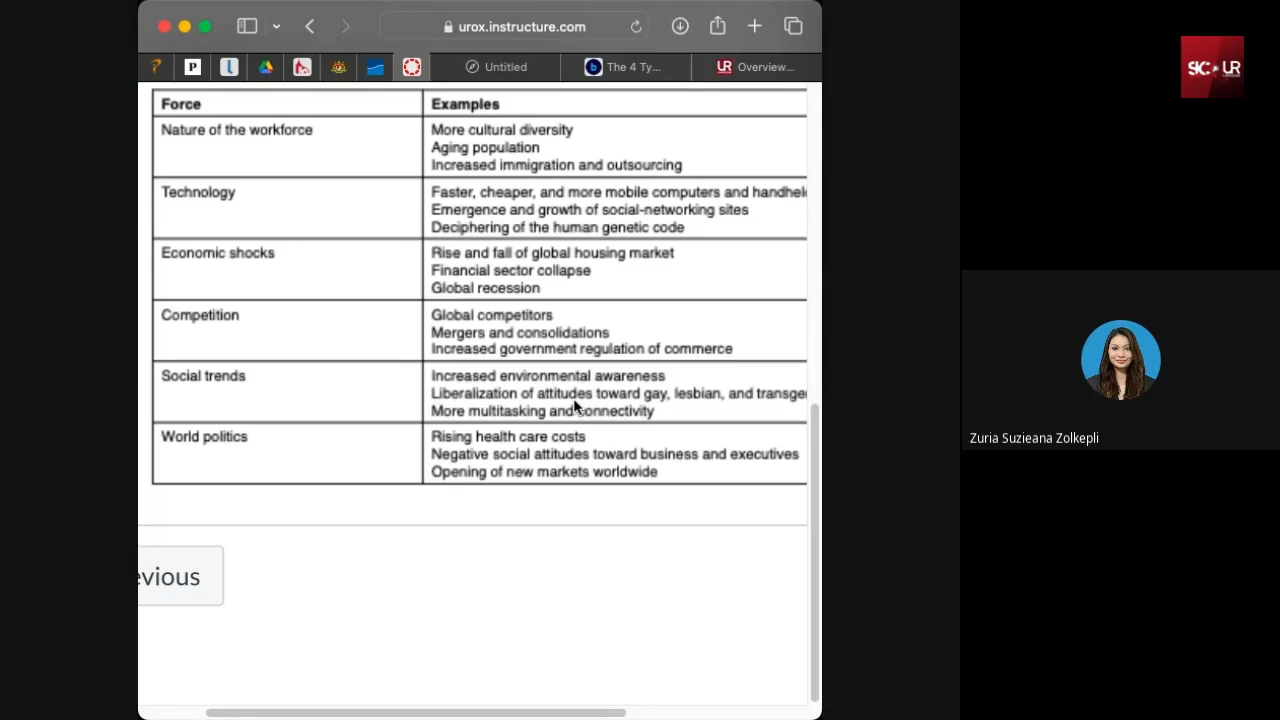 urox.instructure.com
P
Untitled
b The 4 Ty...
UR Overview...
SIC UR
Force Examples
Nature of the workforce More cultural diversity
Aging population
Increased immigration and outsourcing
Technology Faster, cheaper, and more mobile computers and handhel
Emergence and growth of social-networking sites
Deciphering of the human genetic code
Economic shocks Rise and fall of global housing market
Financial sector collapse
Global recession
Competition Global competitors
Mergers and consolidations
Increased government regulation of commerce
Social trends Increased environmental awareness
Liberalization of attitudes toward gay, lesbian, and transge
More multitasking and connectivity
World politics Rising health care costs
Negative social attitudes toward business and executives
Opening of new markets worldwide
evious
Zuria Suzieana Zolkepli